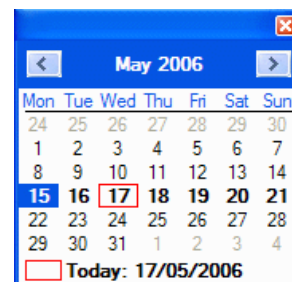 May 2006
Mon Tue Wed Thu Fri Sat Sun
24 25 26 27 28 29 30
1 2 3 4 5 6 7
8 9 10 11 12 13 14
15 16 17 18 19 20 21
22 23 24 25 26 27 28
29 30 31 1 2 3 4
Today: 17/05/2006